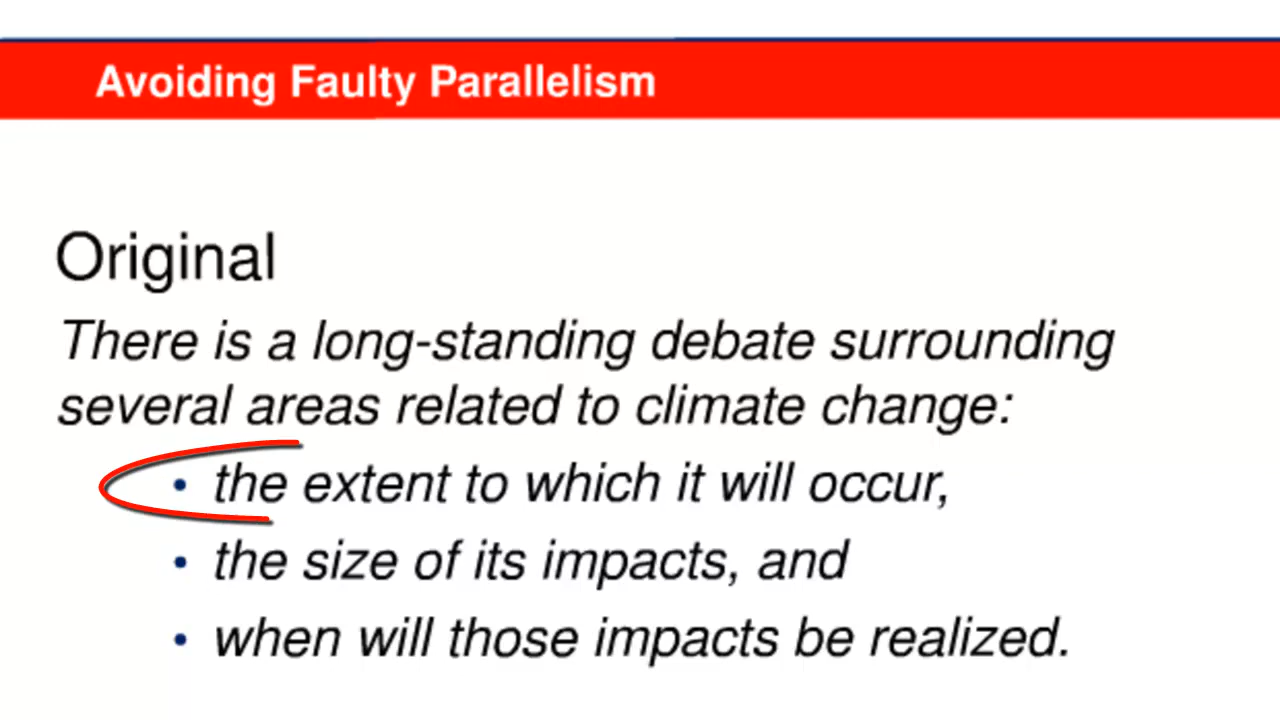 Avoiding Faulty Parallelism
Original
There is a long-standing debate surrounding
several areas related to climate change:
• the extent to which it will occur,
• the size of its impacts, and
• when will those impacts be realized.